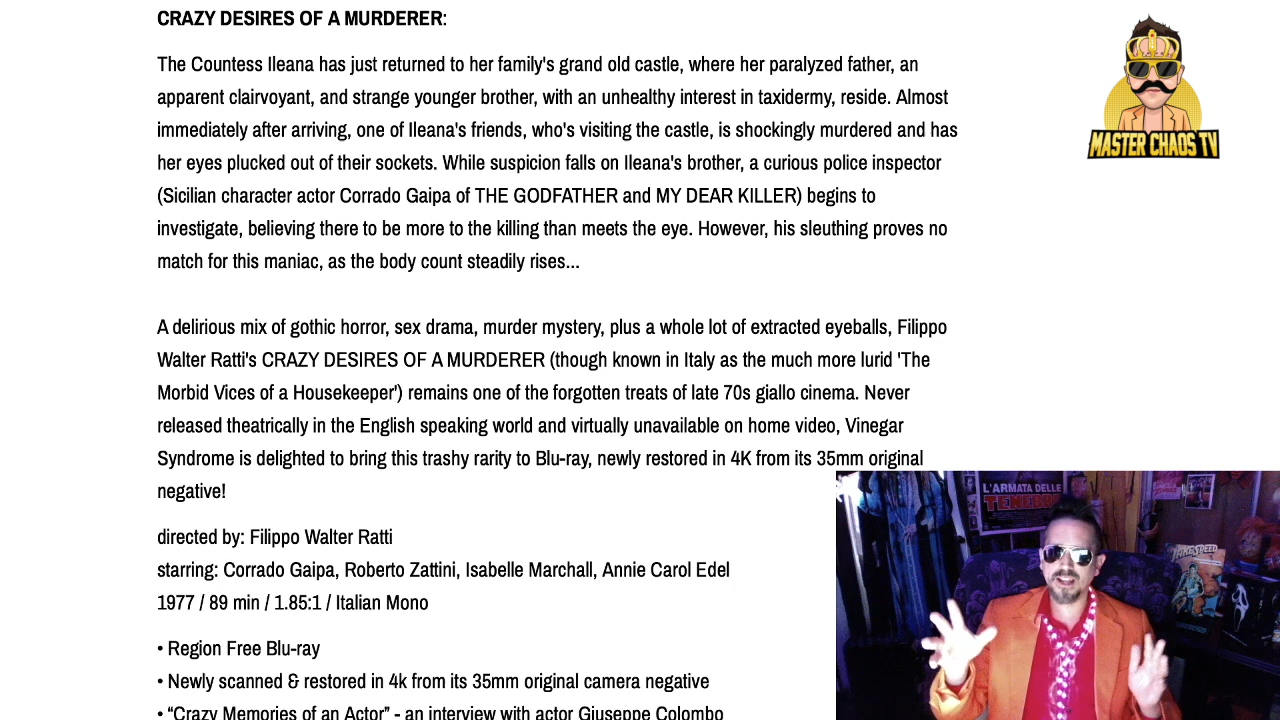 CRAZY DESIRES OF A MURDERER:
The Countess Ileana has just returned to her family's grand old castle, where her paralyzed father, an
apparent clairvoyant, and strange younger brother, with an unhealthy interest in taxidermy, reside. Almost
immediately after arriving, one of Ileana's friends, who's visiting the castle, is shockingly murdered and has
her eyes plucked out of their sockets. While suspicion falls on Ileana's brother, a curious police inspector
(Sicilian character actor Corrado Gaipa of THE GODFATHER and MY DEAR KILLER) begins to
investigate, believing there to be more to the killing than meets the eye. However, his sleuthing proves no
match for this maniac, as the body count steadily rises...
A delirious mix of gothic horror, sex drama, murder mystery, plus a whole lot of extracted eyeballs, Filippo
Walter Ratti's CRAZY DESIRES OF A MURDERER (though known in Italy as the much more lurid 'The
Morbid Vices of a Housekeeper') remains one of the forgotten treats of late 70s giallo cinema. Never
released theatrically in the English speaking world and virtually unavailable on home video, Vinegar
Syndrome is delighted to bring this trashy rarity to Blu-ray, newly restored in 4K from its 35mm original
negative!
directed by: Filippo Walter Ratti
starring: Corrado Gaipa, Roberto Zattini, Isabelle Marchall, Annie Carol Edel
1977 / 89 min / 1.85:1 / Italian Mono
• Region Free Blu-ray
• Newly scanned & restored in 4k from its 35mm original camera negative
• “Crazy Memories of an Actor” - an interview with actor Giuseppe Colombo
MASTER CHAOS TV
L'ARMATA DELLE